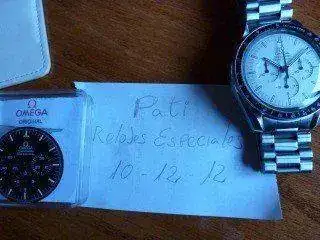 Ω
OMEGA
ORIGINAL
Pati
Relojes Especiales
10-12-12